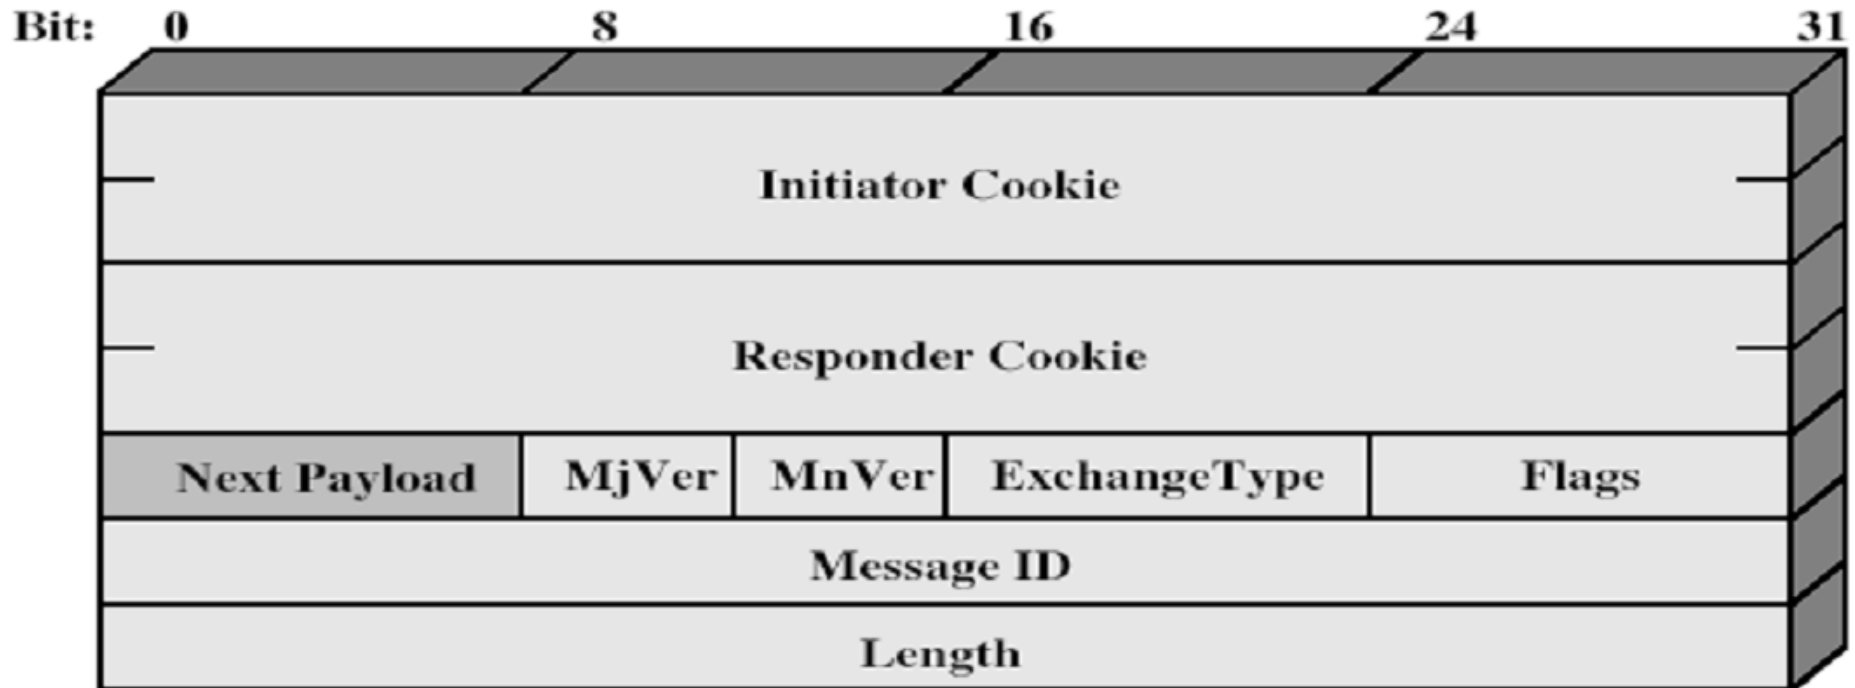 Bit: 0 8 16 24 31
Initiator Cookie
Responder Cookie
Next Payload MjVer MnVer ExchangeType Flags
Message ID
Length